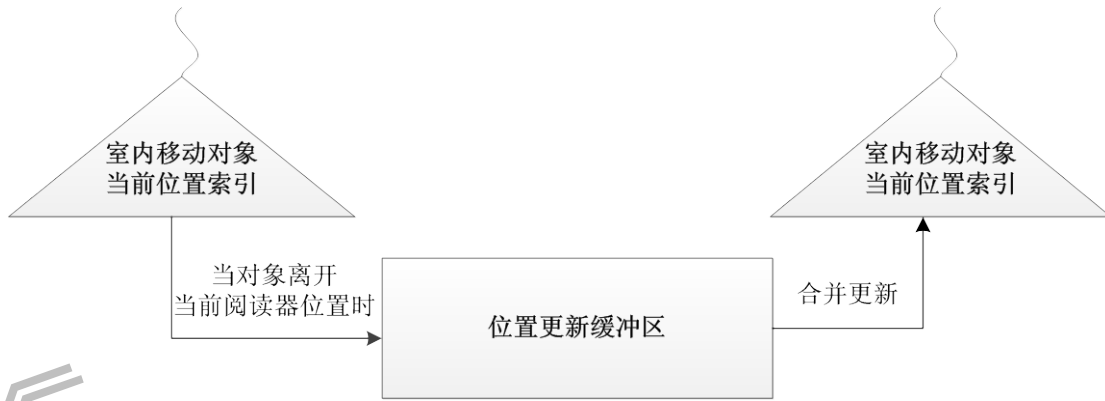 室内移动对象
当前位置索引
室内移动对象
当前位置索引
当对象离开
当前阅读器位置时
位置更新缓冲区
合并更新